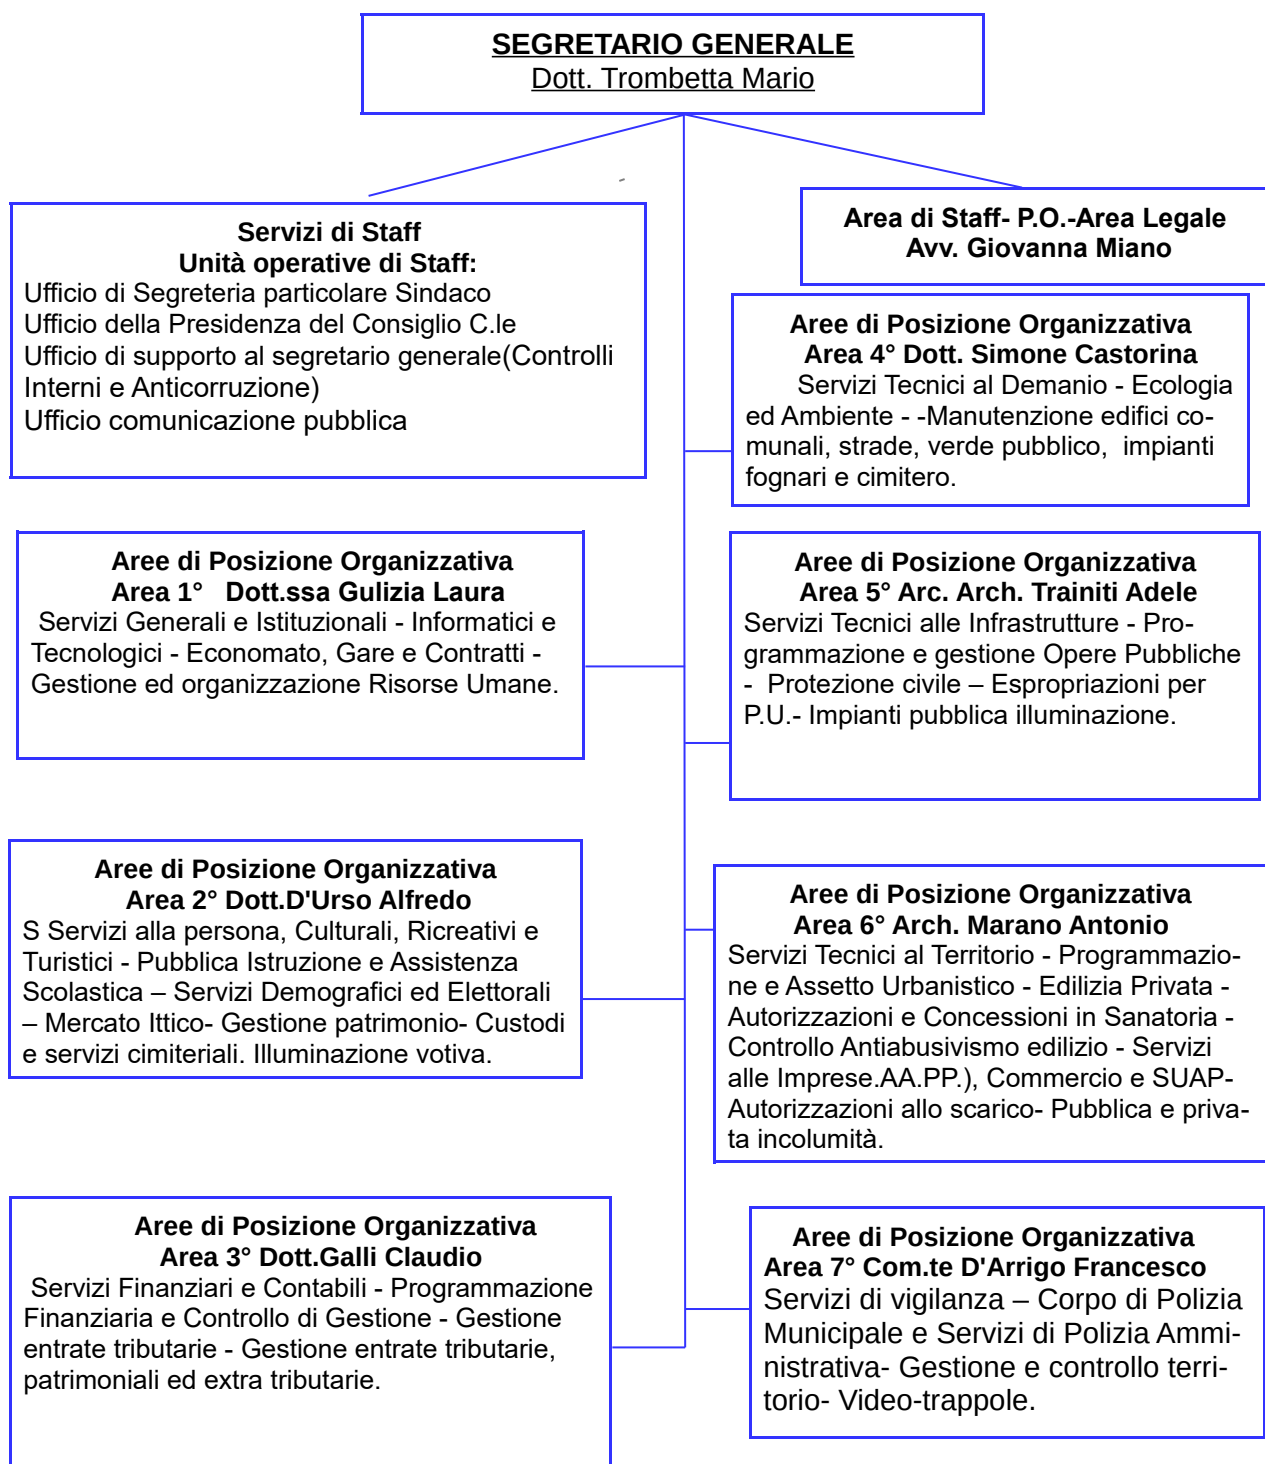 SEGRETARIO GENERALE
Dott. Trombetta Mario
Servizi di Staff
Unità operative di Staff:
Ufficio di Segreteria particolare Sindaco
Ufficio della Presidenza del Consiglio C.le
Ufficio di supporto al segretario generale(Controlli
Interni e Anticorruzione)
Ufficio comunicazione pubblica
Area di Staff- P.O.-Area Legale
Avv. Giovanna Miano
Aree di Posizione Organizzativa
Area 4° Dott. Simone Castorina
Servizi Tecnici al Demanio - Ecologia
ed Ambiente - -Manutenzione edifici co-
munali, strade, verde pubblico, impianti
fognari e cimitero.
Aree di Posizione Organizzativa
Area 1° Dott.ssa Gulizia Laura
Servizi Generali e Istituzionali - Informatici e
Tecnologici - Economato, Gare e Contratti -
Gestione ed organizzazione Risorse Umane.
Aree di Posizione Organizzativa
Area 5° Arc. Arch. Trainiti Adele
Servizi Tecnici alle Infrastrutture - Pro-
grammazione e gestione Opere Pubbliche
- Protezione civile – Espropriazioni per
P.U.- Impianti pubblica illuminazione.
Aree di Posizione Organizzativa
Area 2° Dott.D'Urso Alfredo
S Servizi alla persona, Culturali, Ricreativi e
Turistici - Pubblica Istruzione e Assistenza
Scolastica – Servizi Demografici ed Elettorali
– Mercato Ittico- Gestione patrimonio- Custodi
e servizi cimiteriali. Illuminazione votiva.
Aree di Posizione Organizzativa
Area 6° Arch. Marano Antonio
Servizi Tecnici al Territorio - Programmazio-
ne e Assetto Urbanistico - Edilizia Privata -
Autorizzazioni e Concessioni in Sanatoria -
Controllo Antiabusivismo edilizio - Servizi
alle Imprese.AA.PP.), Commercio e SUAP-
Autorizzazioni allo scarico- Pubblica e priva-
ta incolumità.
Aree di Posizione Organizzativa
Area 3° Dott.Galli Claudio
Servizi Finanziari e Contabili - Programmazione
Finanziaria e Controllo di Gestione - Gestione
entrate tributarie - Gestione entrate tributarie,
patrimoniali ed extra tributarie.
Aree di Posizione Organizzativa
Area 7° Com.te D'Arrigo Francesco
Servizi di vigilanza – Corpo di Polizia
Municipale e Servizi di Polizia Ammi-
nistrativa- Gestione e controllo terri-
torio- Video-trappole.